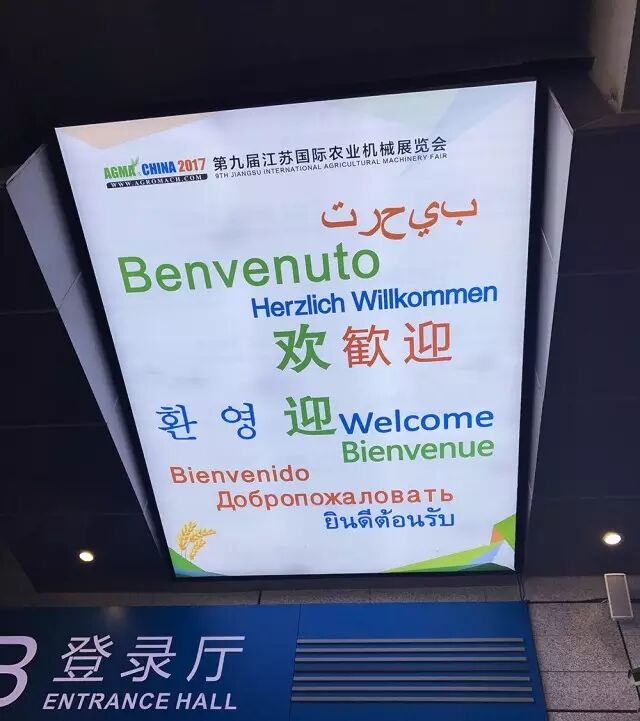 AGMA CHINA 2017 第九届江苏国际农业机械展览会
WWW.AGROMACH.COM 9TH JIANGSU INTERNATIONAL AGRICULTURAL MACHINERY FAIR
بيحرت
Benvenuto
Herzlich Willkommen
欢 歡迎
환 영 迎 Welcome
Bienvenue
Bienvenido
Добропожаловать
ยินดีต้อนรับ
B 登录厅
ENTRANCE HALL